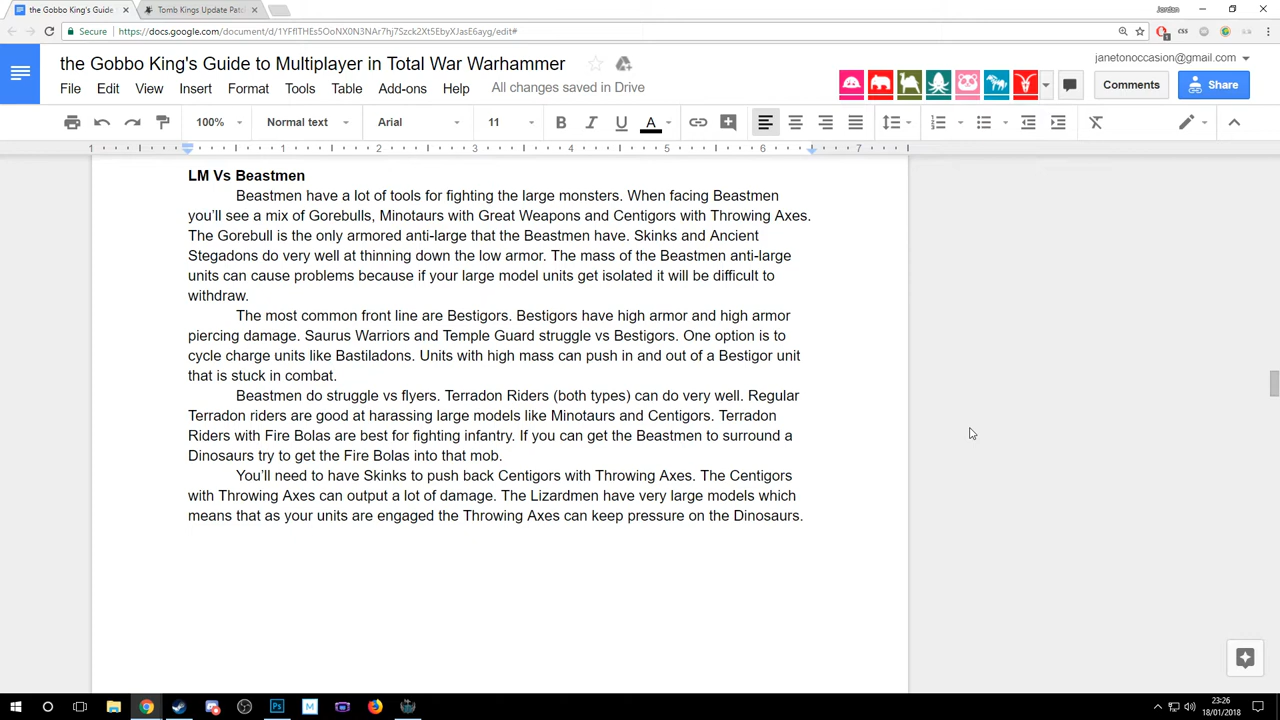 the Gobbo King's Guide
Tomb Kings Update Pat
Jordan
Secure
https://docs.google.com/document/d/1YFflTHEs5OoNX0N3NAr7hj7Szck2Xt5EbyXJasE6ayg/edit#
the Gobbo King's Guide to Multiplayer in Total War Warhammer
janetonoccasion@gmail.com
File Edit View Insert Format Tools Table Add-ons Help All changes saved in Drive
Comments Share
100% Normal text Arial 11 B I U A
1 1 2 3 4 5 6 7
LM Vs Beastmen
Beastmen have a lot of tools for fighting the large monsters. When facing Beastmen
you'll see a mix of Gorebulls, Minotaurs with Great Weapons and Centigors with Throwing Axes.
The Gorebull is the only armored anti-large that the Beastmen have. Skinks and Ancient
Stegadons do very well at thinning down the low armor. The mass of the Beastmen anti-large
units can cause problems because if your large model units get isolated it will be difficult to
withdraw.
The most common front line are Bestigors. Bestigors have high armor and high armor
piercing damage. Saurus Warriors and Temple Guard struggle vs Bestigors. One option is to
cycle charge units like Bastiladons. Units with high mass can push in and out of a Bestigor unit
that is stuck in combat.
Beastmen do struggle vs flyers. Terradon Riders (both types) can do very well. Regular
Terradon riders are good at harassing large models like Minotaurs and Centigors. Terradon
Riders with Fire Bolas are best for fighting infantry. If you can get the Beastmen to surround a
Dinosaurs try to get the Fire Bolas into that mob.
You'll need to have Skinks to push back Centigors with Throwing Axes. The Centigors
with Throwing Axes can output a lot of damage. The Lizardmen have very large models which
means that as your units are engaged the Throwing Axes can keep pressure on the Dinosaurs.
Ps M
23:26
18/01/2018